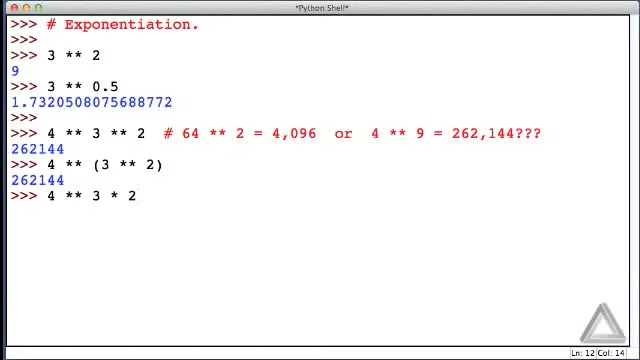 *Python Shell*
>>> # Exponentiation.
>>>
>>> 3 ** 2
9
>>> 3 ** 0.5
1.7320508075688772
>>>
>>> 4 ** 3 ** 2  # 64 ** 2 = 4,096  or  4 ** 9 = 262,144???
262144
>>> 4 ** (3 ** 2)
262144
>>> 4 ** 3 * 2
Ln: 12 Col: 14